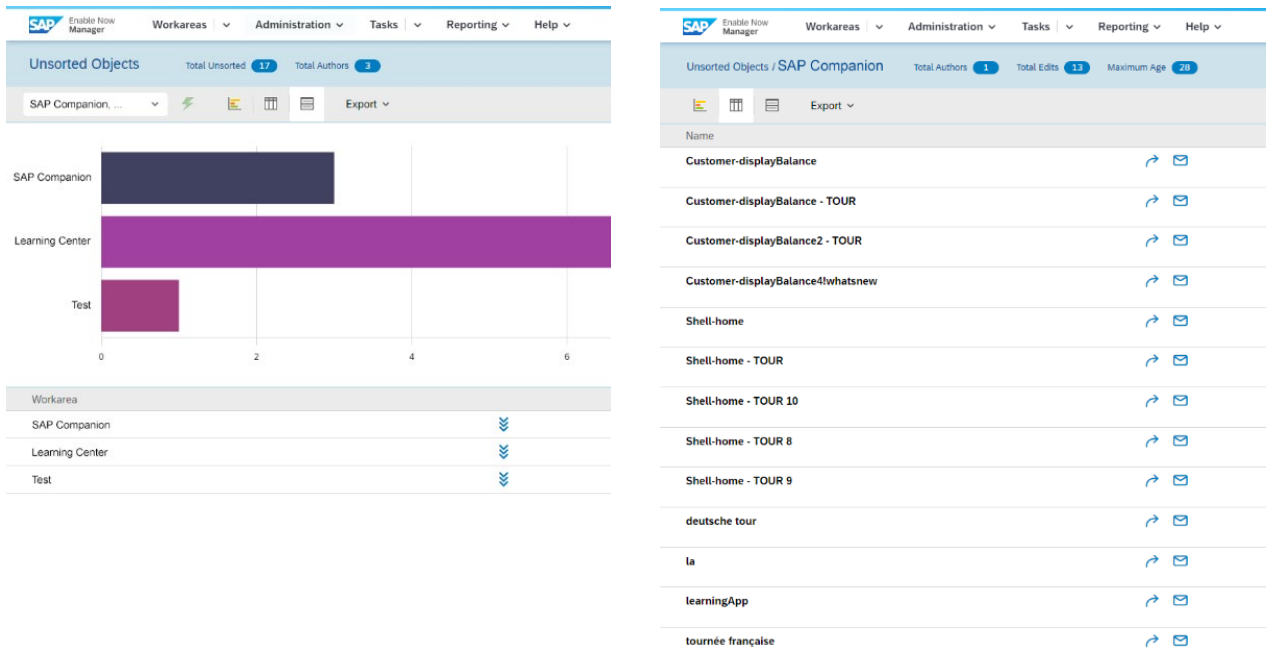 SAP Enable Now Manager Workareas Administration Tasks Reporting Help
Unsorted Objects Total Unsorted 17 Total Authors 3
SAP Companion, ... Export
SAP Companion
Learning Center
Test
0 2 4 6
Workarea
SAP Companion
Learning Center
Test
SAP Enable Now Manager Workareas Administration Tasks Reporting Help
Unsorted Objects / SAP Companion Total Authors 1 Total Edits 13 Maximum Age 28
Export
Name
Customer-displayBalance
Customer-displayBalance - TOUR
Customer-displayBalance2 - TOUR
Customer-displayBalance4!whatsnew
Shell-home
Shell-home - TOUR
Shell-home - TOUR 10
Shell-home - TOUR 8
Shell-home - TOUR 9
deutsche tour
la
learningApp
tournée française